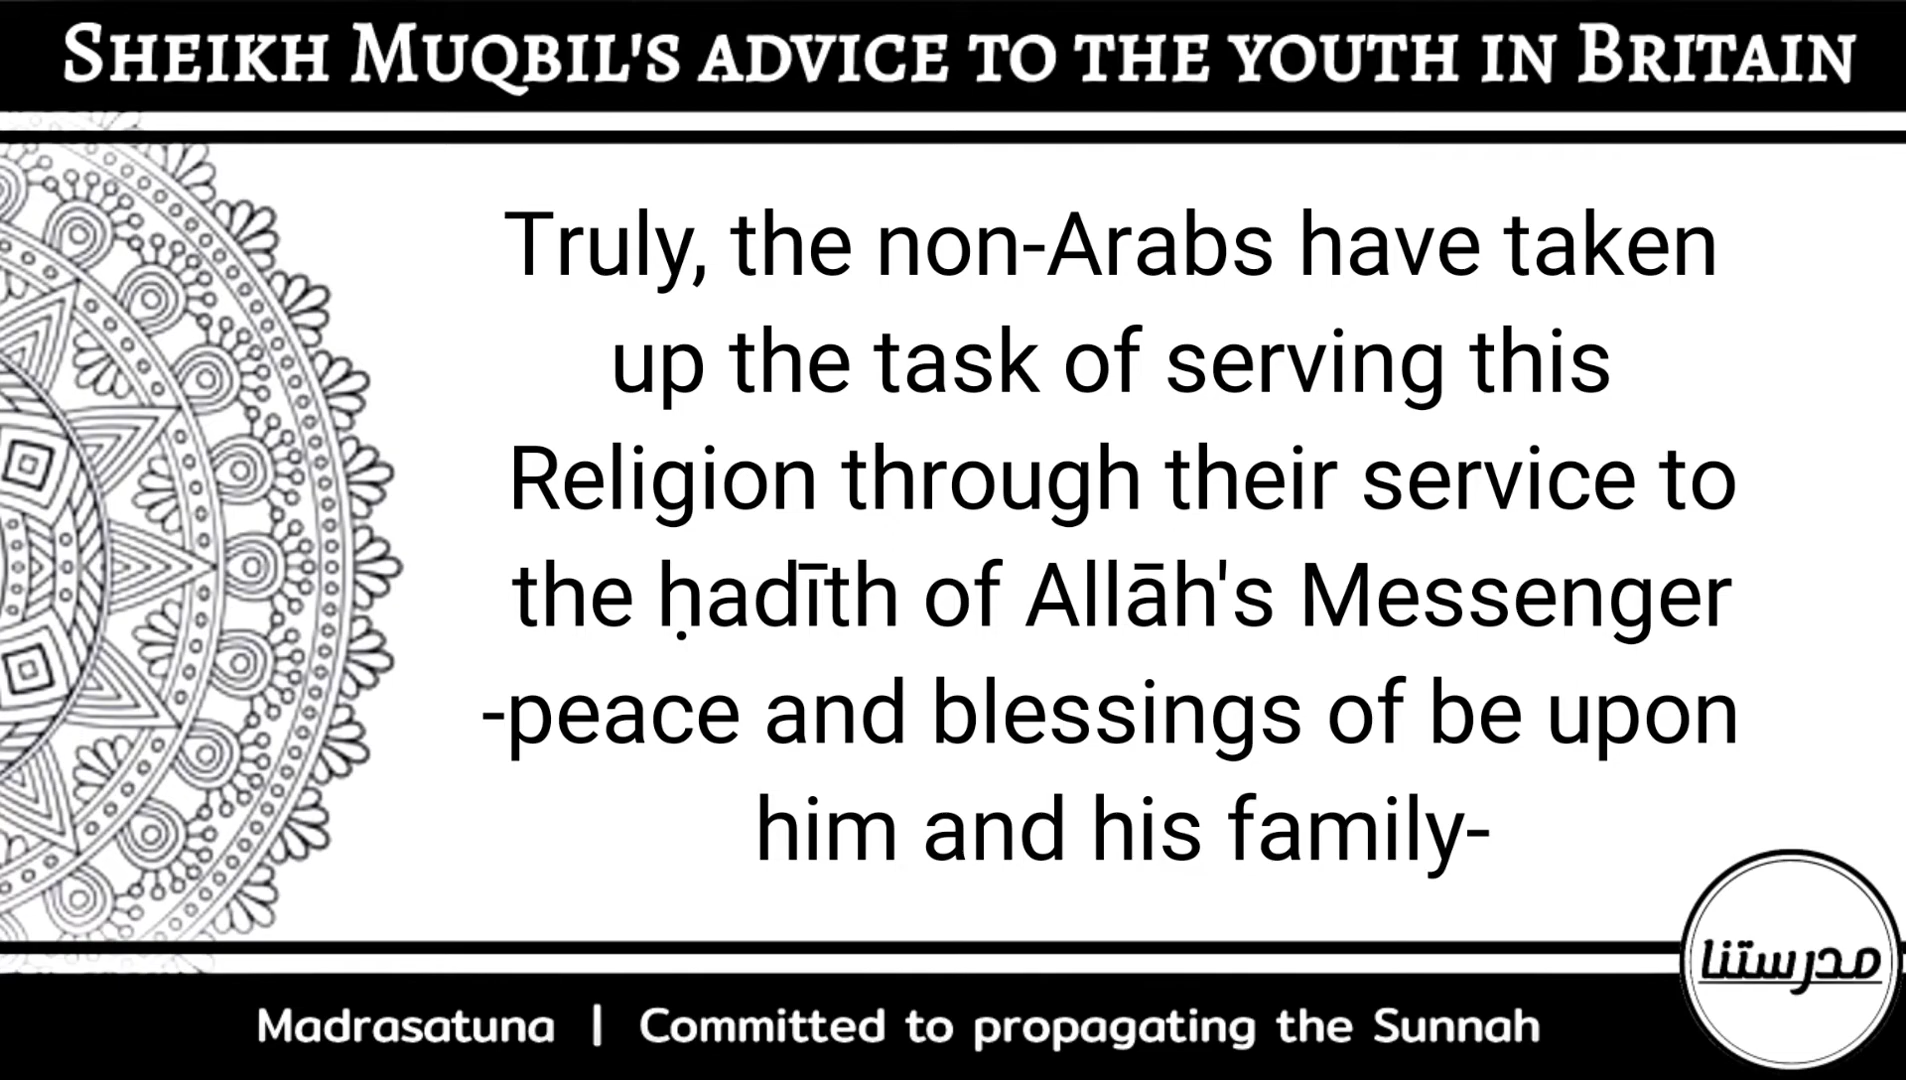 Sheikh Muqbil's advice to the youth in Britain
Truly, the non-Arabs have taken
up the task of serving this
Religion through their service to
the ḥadīth of Allāh's Messenger
-peace and blessings of be upon
him and his family-
مدرستنا
Madrasatuna | Committed to propagating the Sunnah